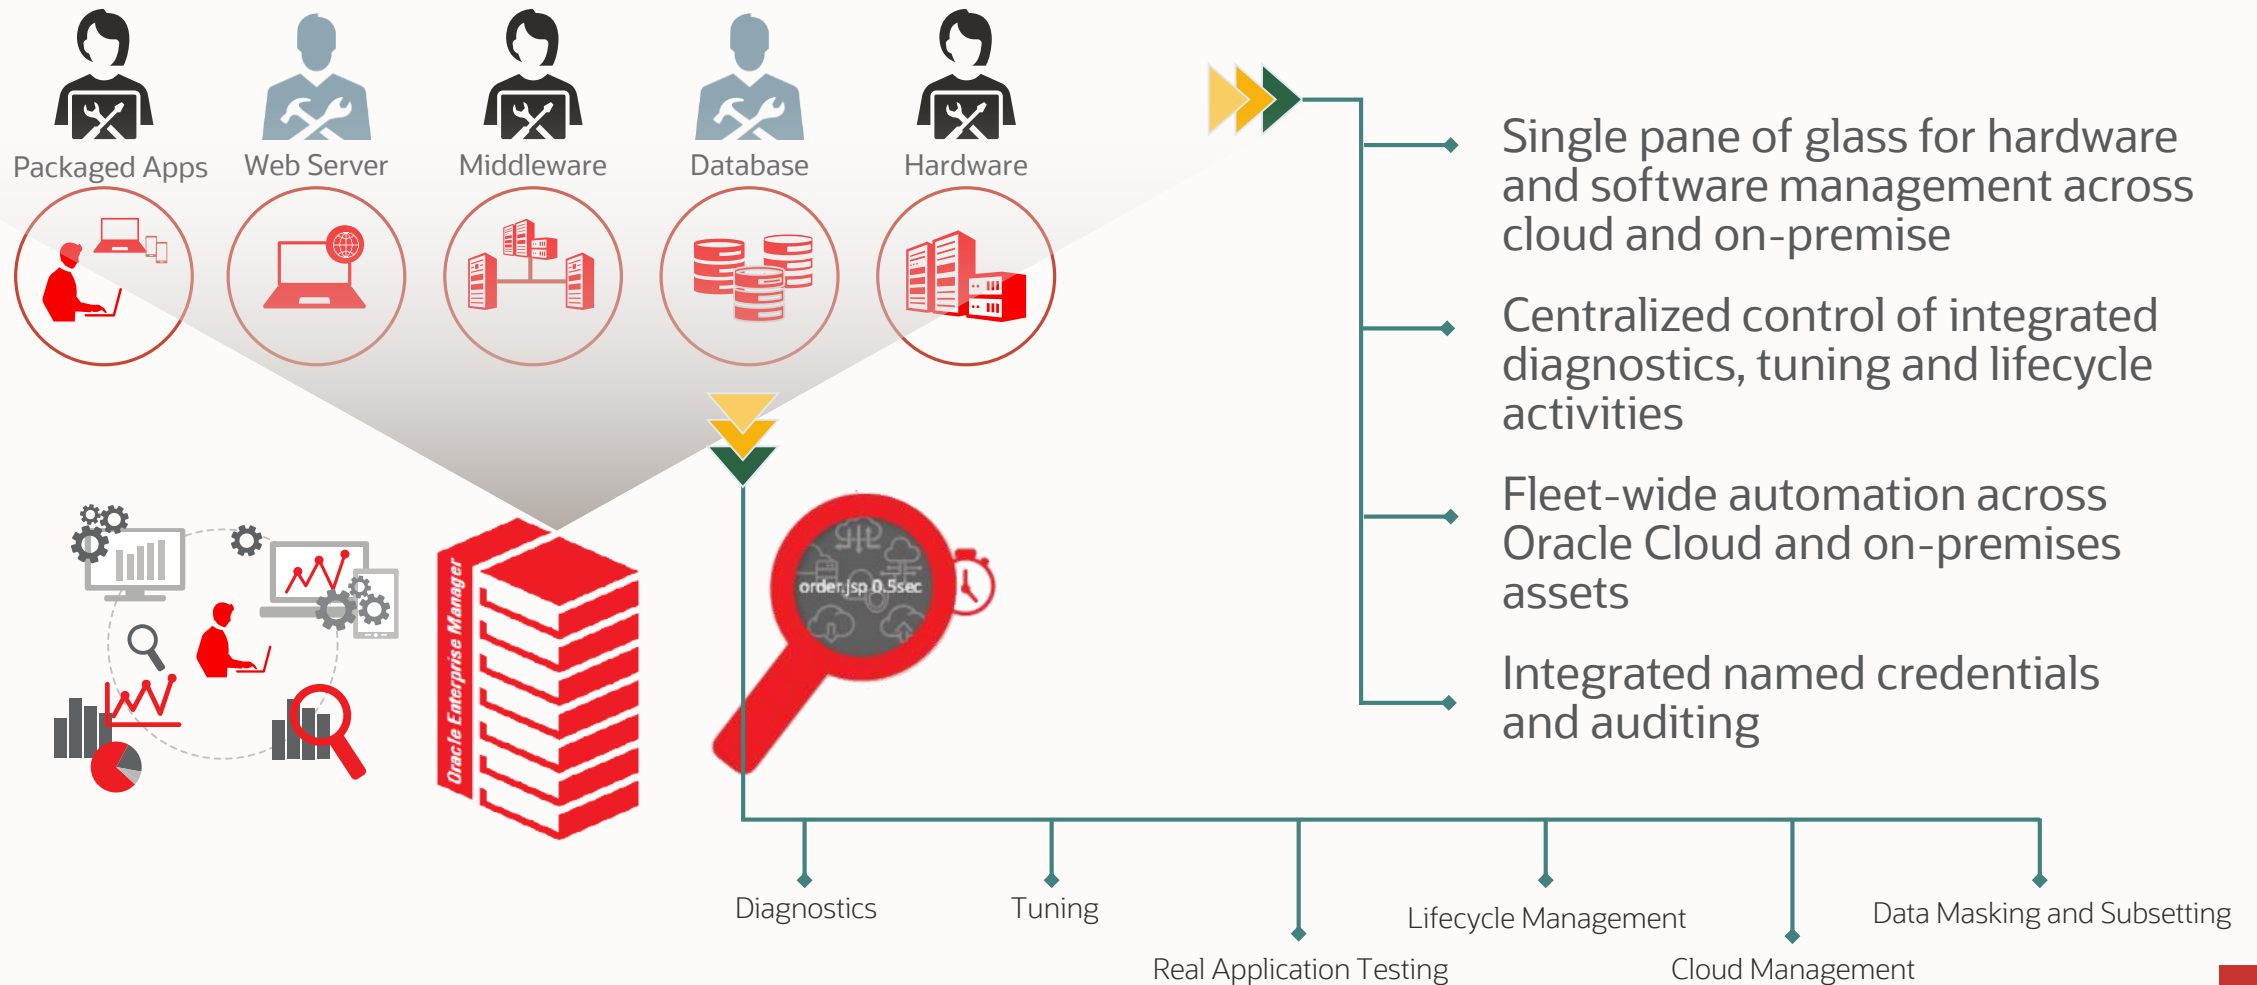 Packaged Apps
Web Server
Middleware
Database
Hardware
Single pane of glass for hardware
and software management across
cloud and on-premise
Centralized control of integrated
diagnostics, tuning and lifecycle
activities
Fleet-wide automation across
Oracle Cloud and on-premises
assets
Integrated named credentials
and auditing
Oracle Enterprise Manager
order.jsp 0.5sec
Diagnostics
Tuning
Real Application Testing
Lifecycle Management
Cloud Management
Data Masking and Subsetting